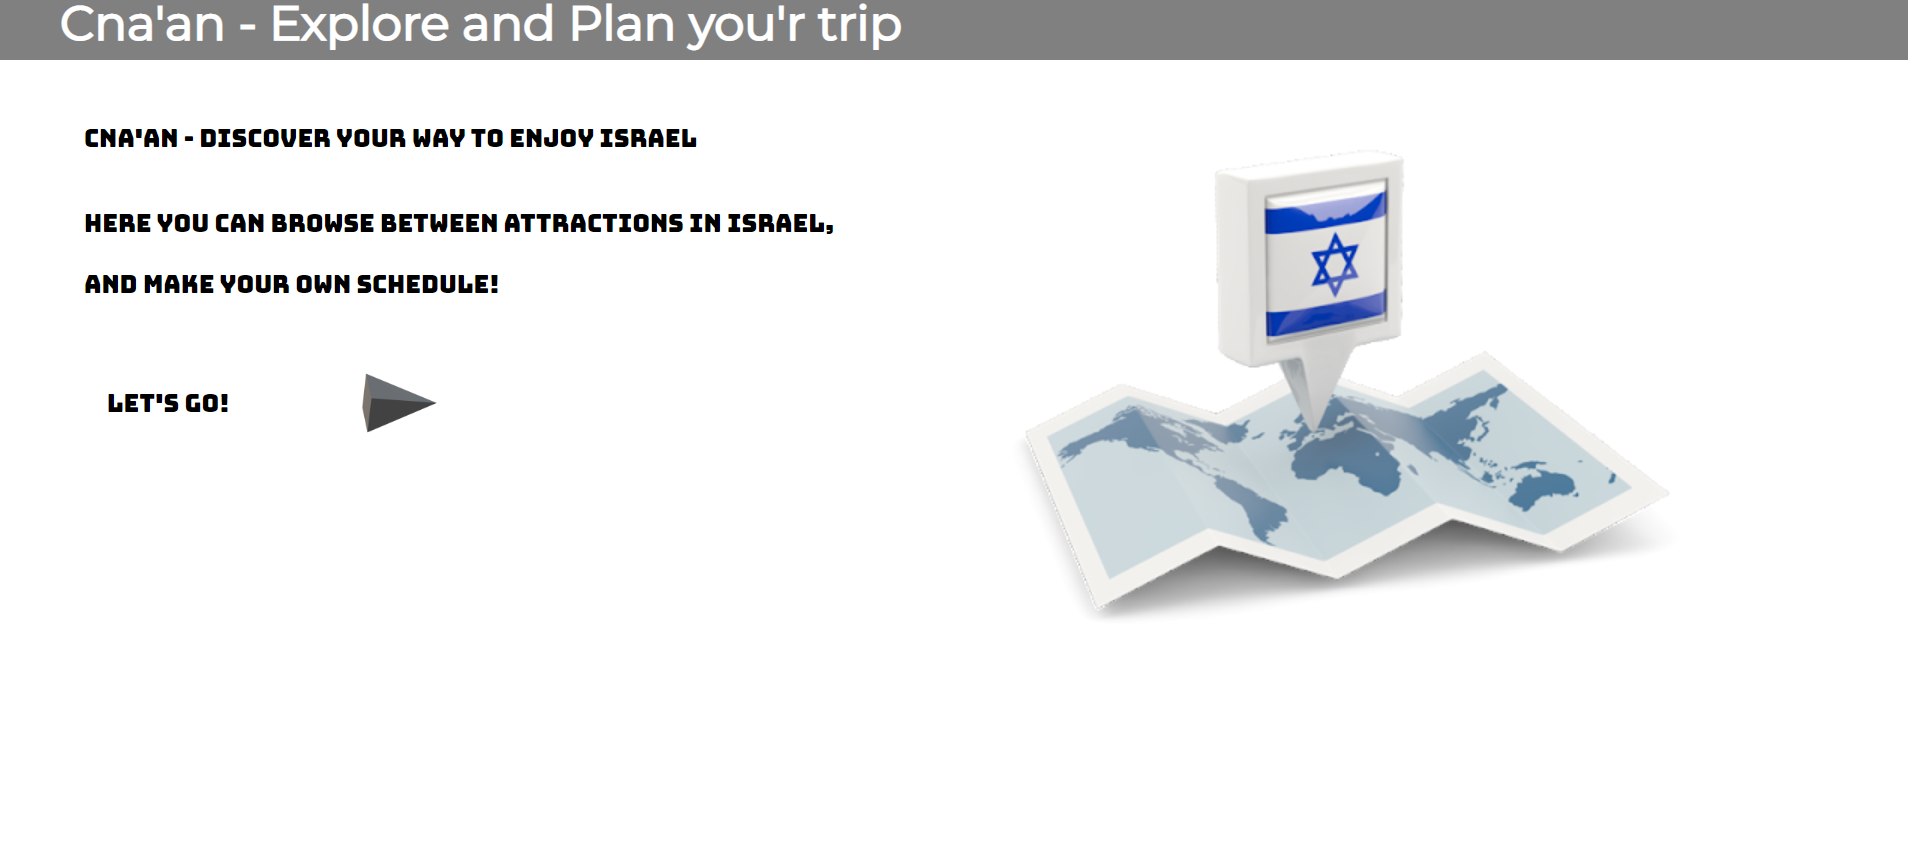 Cna'an - Explore and Plan you'r trip
CNA'AN - DISCOVER YOUR WAY TO ENJOY ISRAEL
HERE YOU CAN BROWSE BETWEEN ATTRACTIONS IN ISRAEL,
AND MAKE YOUR OWN SCHEDULE!
LET'S GO!